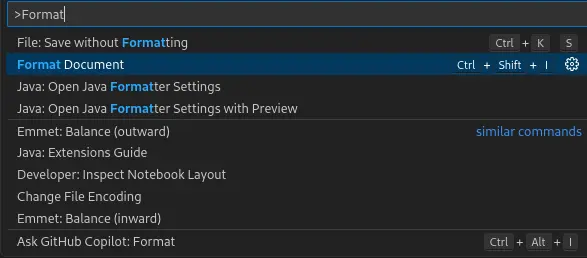 >Format
File: Save without Formatting Ctrl + K S
Format Document Ctrl + Shift + I
Java: Open Java Formatter Settings
Java: Open Java Formatter Settings with Preview
Emmet: Balance (outward) similar commands
Java: Extensions Guide
Developer: Inspect Notebook Layout
Change File Encoding
Emmet: Balance (inward)
Ask GitHub Copilot: Format Ctrl + Alt + I